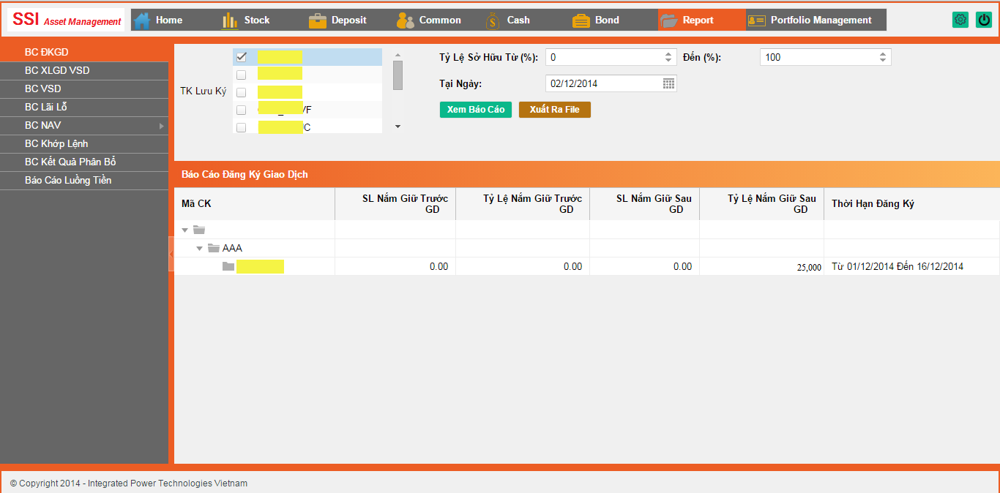 SSI Asset Management
Home
Stock
Deposit
Common
Cash
Bond
Report
Portfolio Management
BC ĐKGD
BC XLGD VSD
BC VSD
BC Lãi Lỗ
BC NAV
BC Khớp Lệnh
BC Kết Quả Phân Bổ
Báo Cáo Luồng Tiền
TK Lưu Ký
Tỷ Lệ Sở Hữu Từ (%): 0 Đến (%): 100
Tại Ngày: 02/12/2014
Xem Báo Cáo Xuất Ra File
Báo Cáo Đăng Ký Giao Dịch
Mã CK
SL Nắm Giữ Trước
GD
Tỷ Lệ Nắm Giữ Trước
GD
SL Nắm Giữ Sau
GD
Tỷ Lệ Nắm Giữ Sau
GD
Thời Hạn Đăng Ký
AAA
0.00 0.00 0.00 25,000 Từ 01/12/2014 Đến 16/12/2014
© Copyright 2014 - Integrated Power Technologies Vietnam